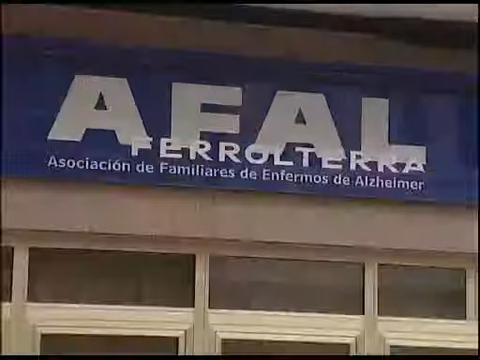 AFAL
FERROLTERRA
Asociación de Familiares de Enfermos de Alzheimer